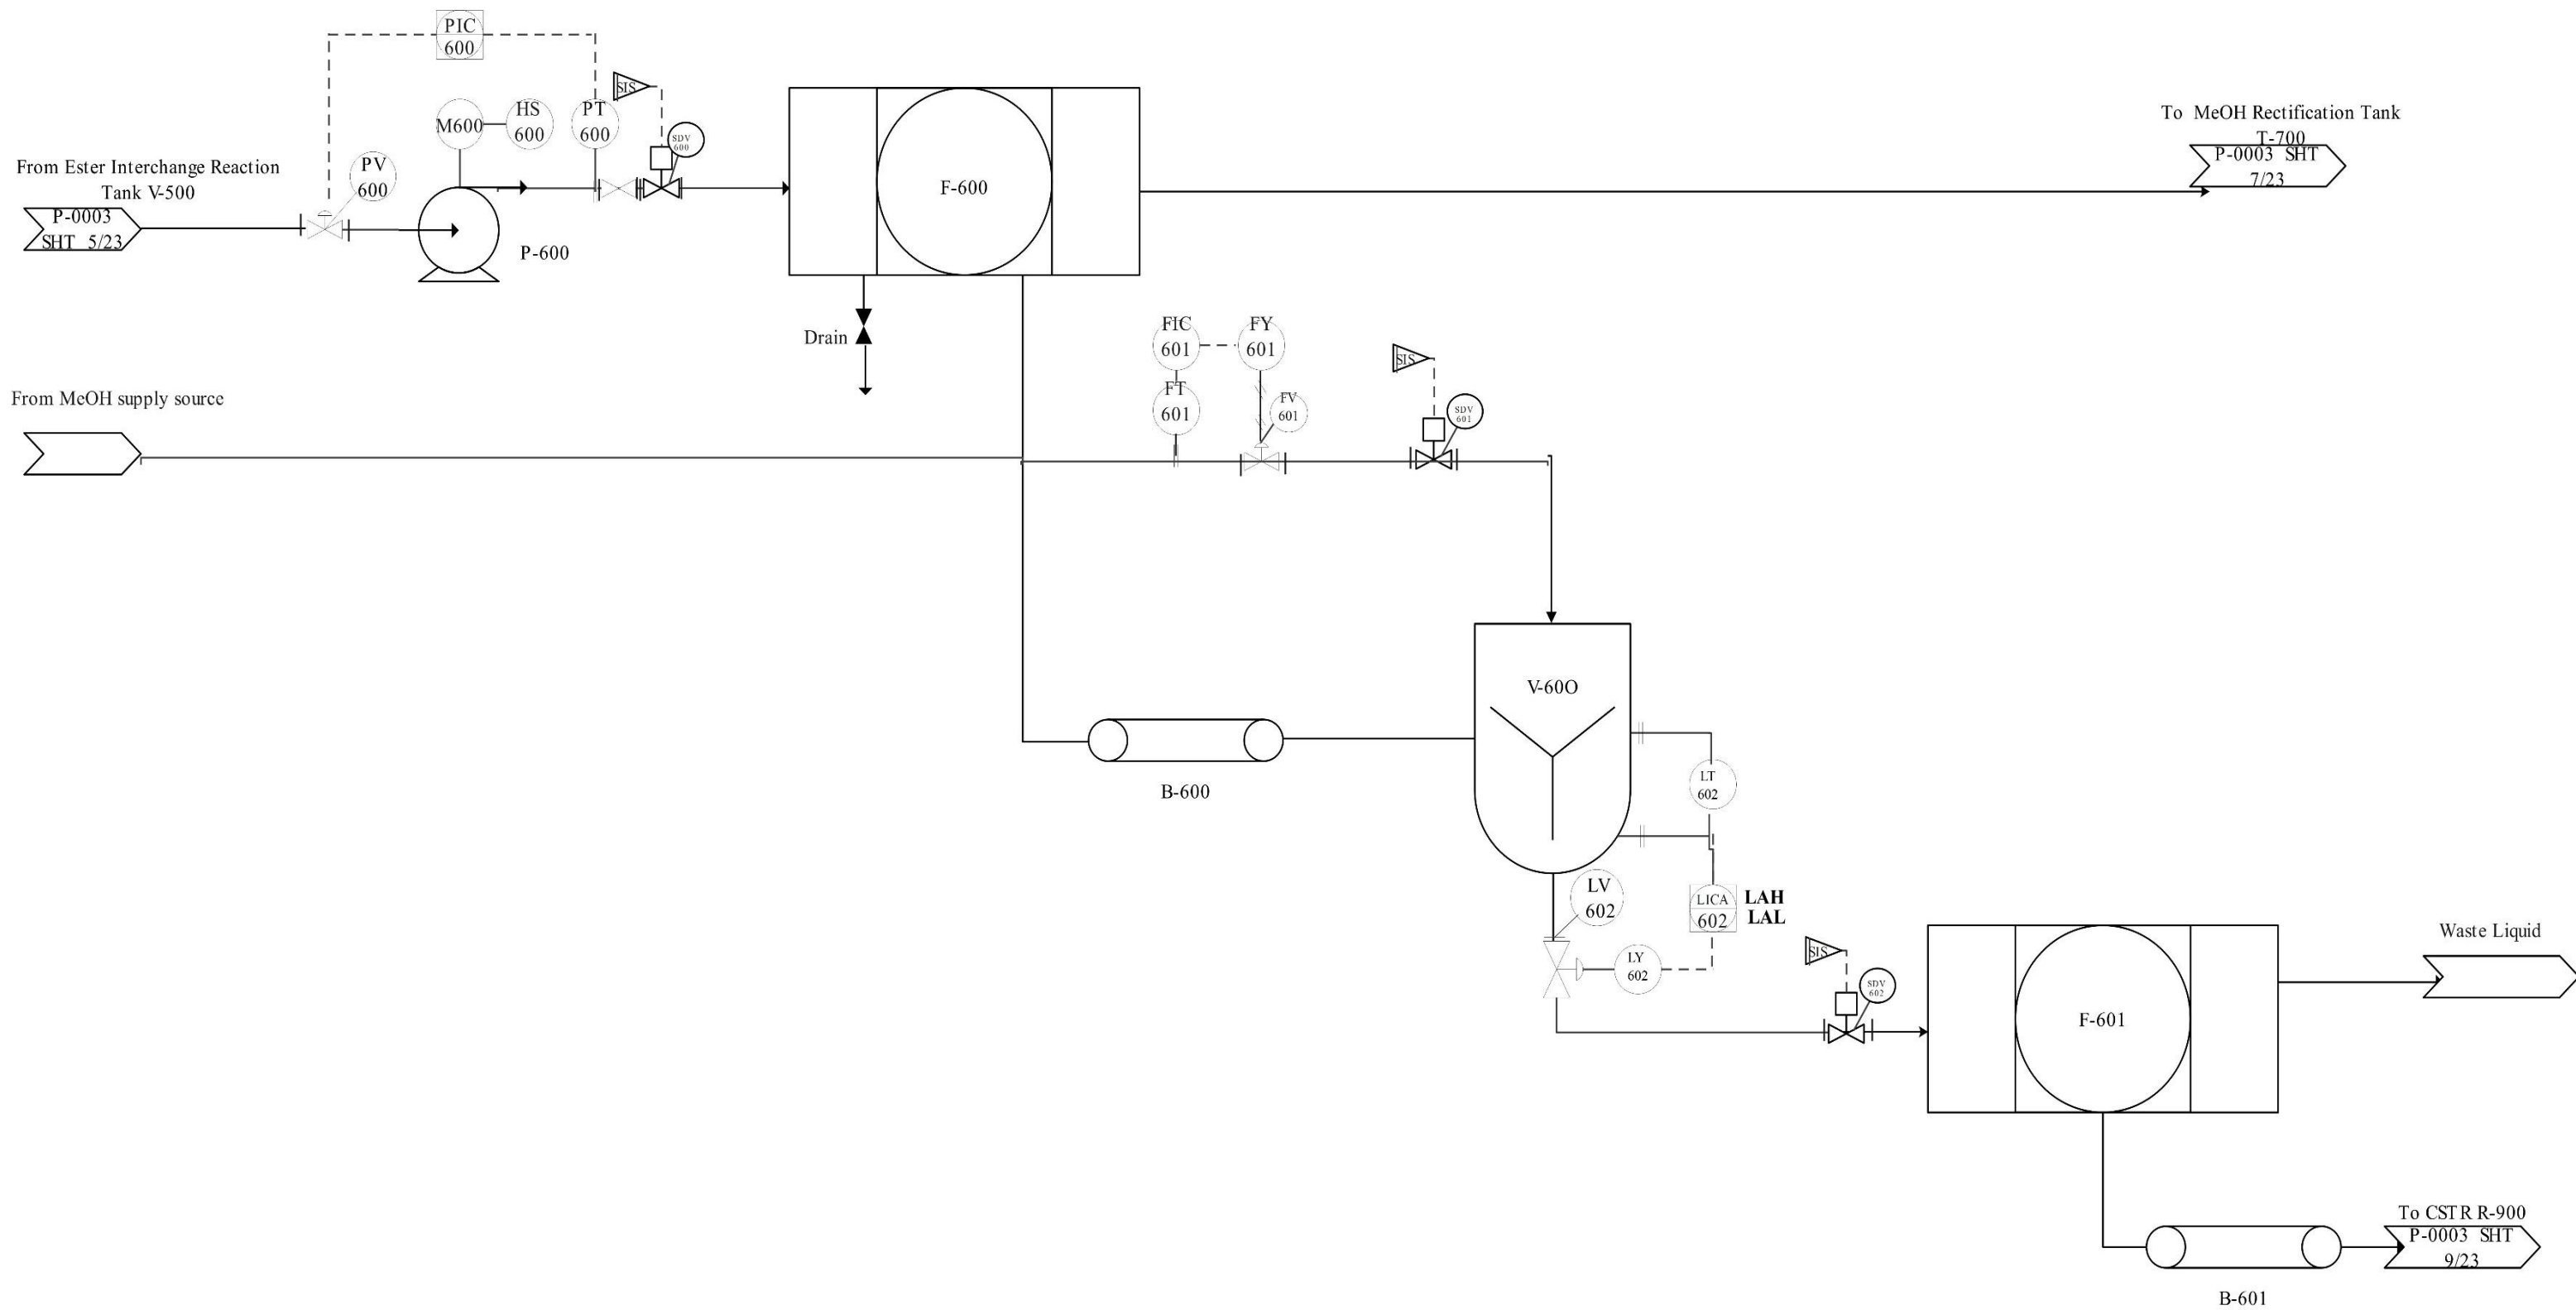 PIC
600
SIS
M600
HS
600
PT
600
SDV
600
From Ester Interchange Reaction
Tank V-500
P-0003
SHT 5/23
PV
600
P-600
F-600
To MeOH Rectification Tank
T-700
P-0003 SHT
7/23
Drain
From MeOH supply source
FIC
601
FY
601
FT
601
FV
601
SIS
SDV
601
V-60O
B-600
LT
602
LV
602
LICA
602
LAH
LAL
LY
602
SIS
SDV
602
F-601
Waste Liquid
To CSTR R-900
P-0003 SHT
9/23
B-601